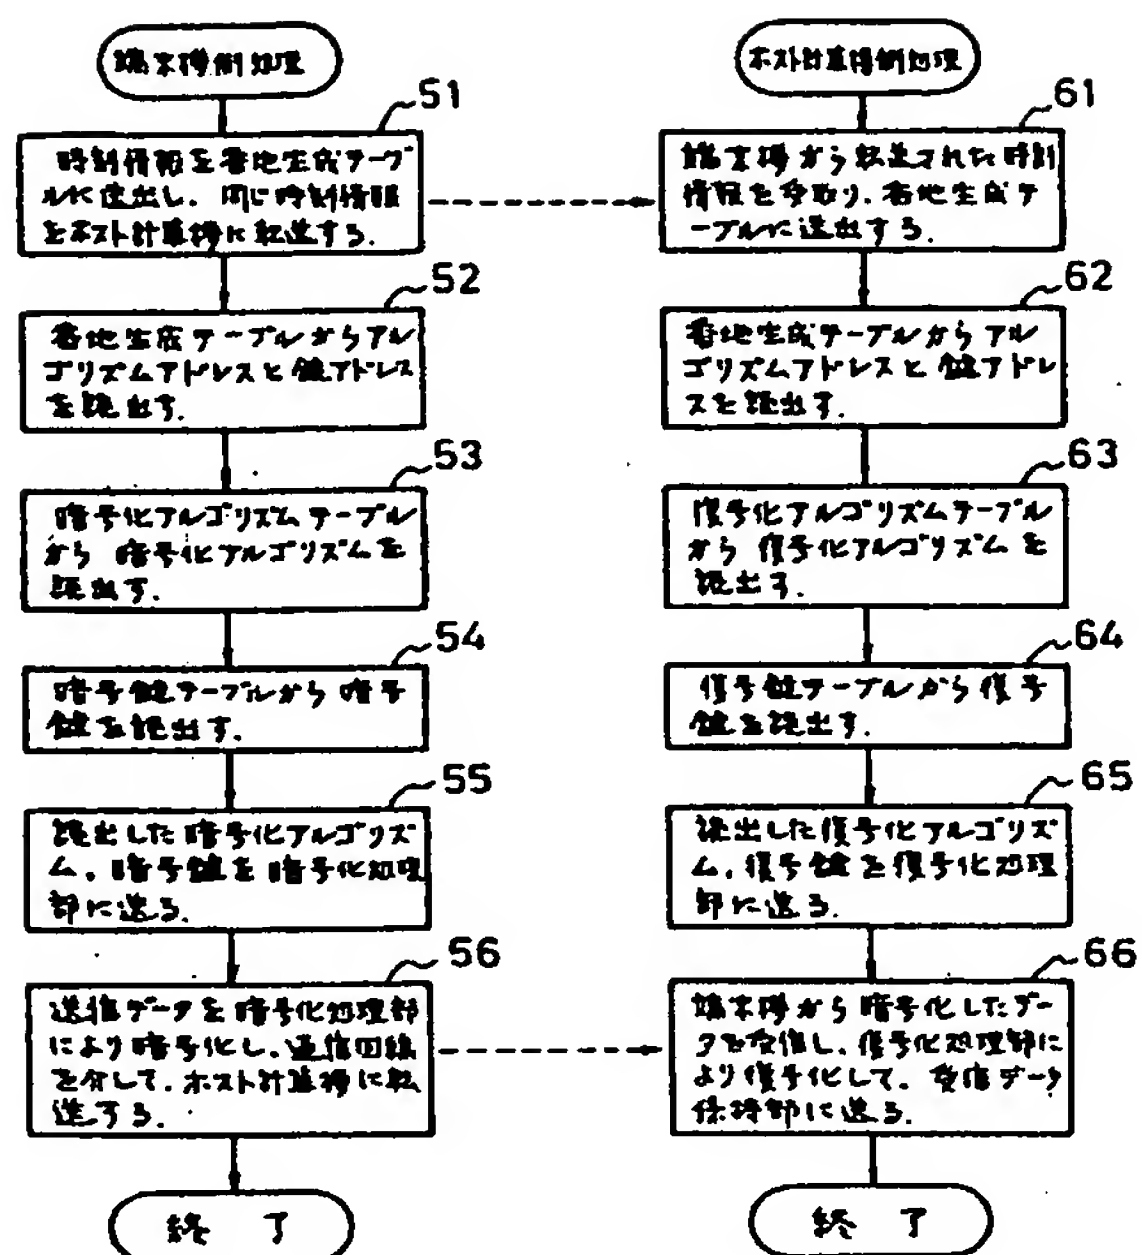 端末機側処理
51
時刻情報を番地生成テーブ
ルに送出し、同じ時刻情報
をホスト計算機に転送する.
52
番地生成テーブルからアル
ゴリズムアドレスと鍵アドレス
を読出す.
53
暗号化アルゴリズムテーブル
から 暗号化アルゴリズムを
読出す.
54
暗号鍵テーブルから 暗号
鍵を読出す.
55
読出した暗号化アルゴリズ
ム、暗号鍵を暗号化処理
部に送る.
56
送信データを暗号化処理部
により暗号化し、通信回線
を介して、ホスト計算機に転
送する.
終 了
ホスト計算機側処理
61
端末機から転送された時刻
情報を受取り、番地生成テ
ーブルに送出する.
62
番地生成テーブルから アル
ゴリズムアドレスと 鍵アドレ
スを読出す.
63
復号化アルゴリズムテーブル
から 復号化アルゴリズムを
読出す.
64
復号鍵テーブルから復号
鍵を読出す.
65
読出した復号化アルゴリズ
ム、復号鍵を復号化処理
部に送る.
66
端末機から暗号化したデー
タを受信し、復号化処理部に
より復号化して、受信データ
保持部に送る.
終 了